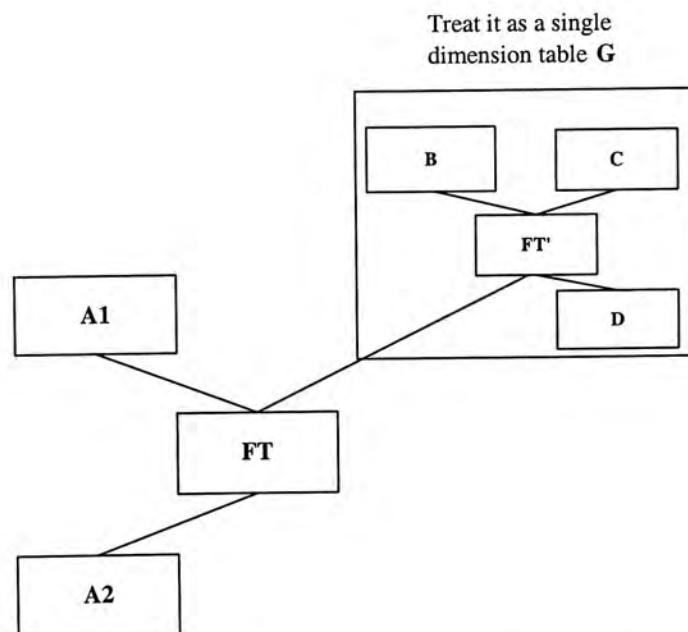 Treat it as a single
dimension table G
B
C
FT'
D
A1
FT
A2